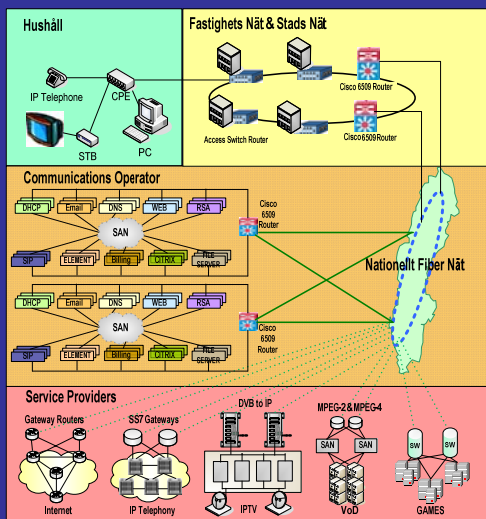 Hushåll
IP Telephone
CPE
STB
PC
Fastighets Nät & Stads Nät
Cisco 6509 Router
Access Switch Router
Cisco 6509 Router
Communications Operator
DHCP
Email
DNS
WEB
RSA
SAN
SIP
ELEMENT
Billing
CITRIX
FILE
SERVER
Cisco
6509
Router
DHCP
Email
DNS
WEB
RSA
SAN
SIP
ELEMENT
Billing
CITRIX
FILE
SERVER
Cisco
6509
Router
Nationellt Fiber Nät
Service Providers
Gateway Routers
Internet
SS7 Gateways
IP Telephony
DVB to IP
IPTV
MPEG-2 & MPEG-4
SAN
SAN
VoD
SW
SW
GAMES